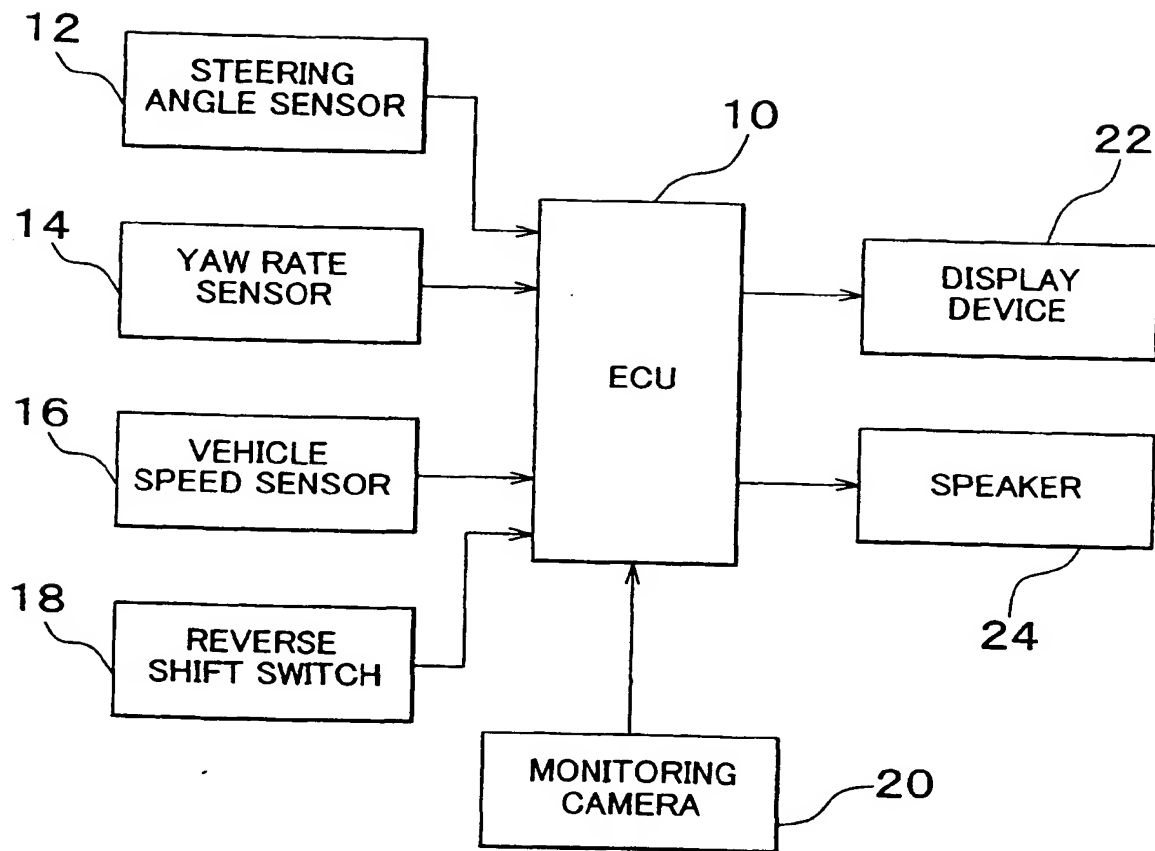 12
STEERING
ANGLE SENSOR
10
22
14
YAW RATE
SENSOR
DISPLAY
DEVICE
ECU
16
VEHICLE
SPEED SENSOR
SPEAKER
24
18
REVERSE
SHIFT SWITCH
MONITORING
CAMERA
20